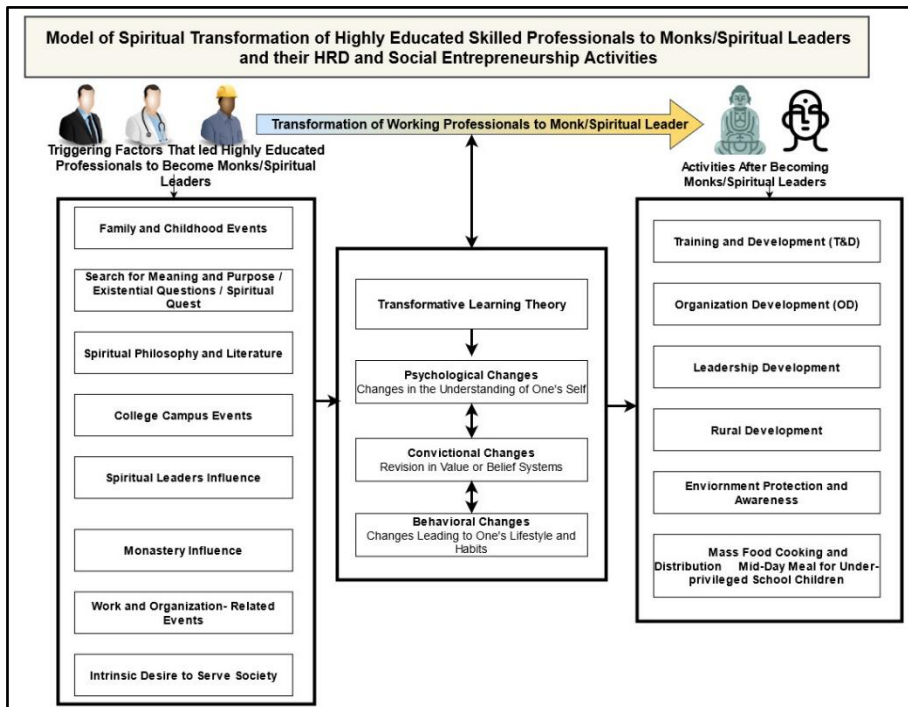 Model of Spiritual Transformation of Highly Educated Skilled Professionals to Monks/Spiritual Leaders
and their HRD and Social Entrepreneurship Activities
Transformation of Working Professionals to Monk/Spiritual Leader
Triggering Factors That led Highly Educated
Professionals to Become Monks/Spiritual
Leaders
Family and Childhood Events
Search for Meaning and Purpose /
Existential Questions / Spiritual
Quest
Spiritual Philosophy and Literature
College Campus Events
Spiritual Leaders Influence
Monastery Influence
Work and Organization- Related
Events
Intrinsic Desire to Serve Society
Transformative Learning Theory
Psychological Changes
Changes in the Understanding of One's Self
Convictional Changes
Revision in Value or Belief Systems
Behavioral Changes
Changes Leading to One's Lifestyle and
Habits
Activities After Becoming
Monks/Spiritual Leaders
Training and Development (T&D)
Organization Development (OD)
Leadership Development
Rural Development
Enviornment Protection and
Awareness
Mass Food Cooking and
Distribution Mid-Day Meal for Under-
privileged School Children